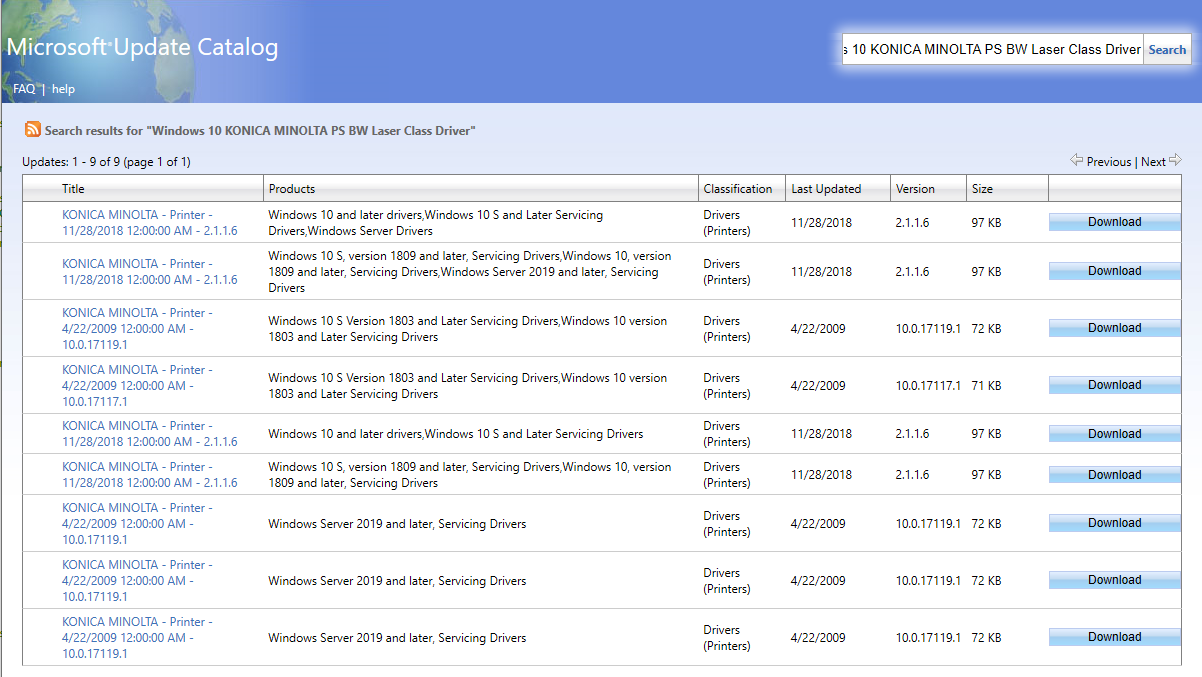 Microsoft® Update Catalog
s 10 KONICA MINOLTA PS BW Laser Class Driver Search
FAQ | help
Search results for "Windows 10 KONICA MINOLTA PS BW Laser Class Driver"
Updates: 1 - 9 of 9 (page 1 of 1)
Previous | Next
Title Products Classification Last Updated Version Size
KONICA MINOLTA - Printer -
11/28/2018 12:00:00 AM - 2.1.1.6
Windows 10 and later drivers,Windows 10 S and Later Servicing
Drivers,Windows Server Drivers
Drivers
(Printers)
11/28/2018 2.1.1.6 97 KB Download
KONICA MINOLTA - Printer -
11/28/2018 12:00:00 AM - 2.1.1.6
Windows 10 S, version 1809 and later, Servicing Drivers,Windows 10, version
1809 and later, Servicing Drivers,Windows Server 2019 and later, Servicing
Drivers
Drivers
(Printers)
11/28/2018 2.1.1.6 97 KB Download
KONICA MINOLTA - Printer -
4/22/2009 12:00:00 AM -
10.0.17119.1
Windows 10 S Version 1803 and Later Servicing Drivers,Windows 10 version
1803 and Later Servicing Drivers
Drivers
(Printers)
4/22/2009 10.0.17119.1 72 KB Download
KONICA MINOLTA - Printer -
4/22/2009 12:00:00 AM -
10.0.17117.1
Windows 10 S Version 1803 and Later Servicing Drivers,Windows 10 version
1803 and Later Servicing Drivers
Drivers
(Printers)
4/22/2009 10.0.17117.1 71 KB Download
KONICA MINOLTA - Printer -
11/28/2018 12:00:00 AM - 2.1.1.6
Windows 10 and later drivers,Windows 10 S and Later Servicing Drivers
Drivers
(Printers)
11/28/2018 2.1.1.6 97 KB Download
KONICA MINOLTA - Printer -
11/28/2018 12:00:00 AM - 2.1.1.6
Windows 10 S, version 1809 and later, Servicing Drivers,Windows 10, version
1809 and later, Servicing Drivers
Drivers
(Printers)
11/28/2018 2.1.1.6 97 KB Download
KONICA MINOLTA - Printer -
4/22/2009 12:00:00 AM -
10.0.17119.1
Windows Server 2019 and later, Servicing Drivers
Drivers
(Printers)
4/22/2009 10.0.17119.1 72 KB Download
KONICA MINOLTA - Printer -
4/22/2009 12:00:00 AM -
10.0.17119.1
Windows Server 2019 and later, Servicing Drivers
Drivers
(Printers)
4/22/2009 10.0.17119.1 72 KB Download
KONICA MINOLTA - Printer -
4/22/2009 12:00:00 AM -
10.0.17119.1
Windows Server 2019 and later, Servicing Drivers
Drivers
(Printers)
4/22/2009 10.0.17119.1 72 KB Download